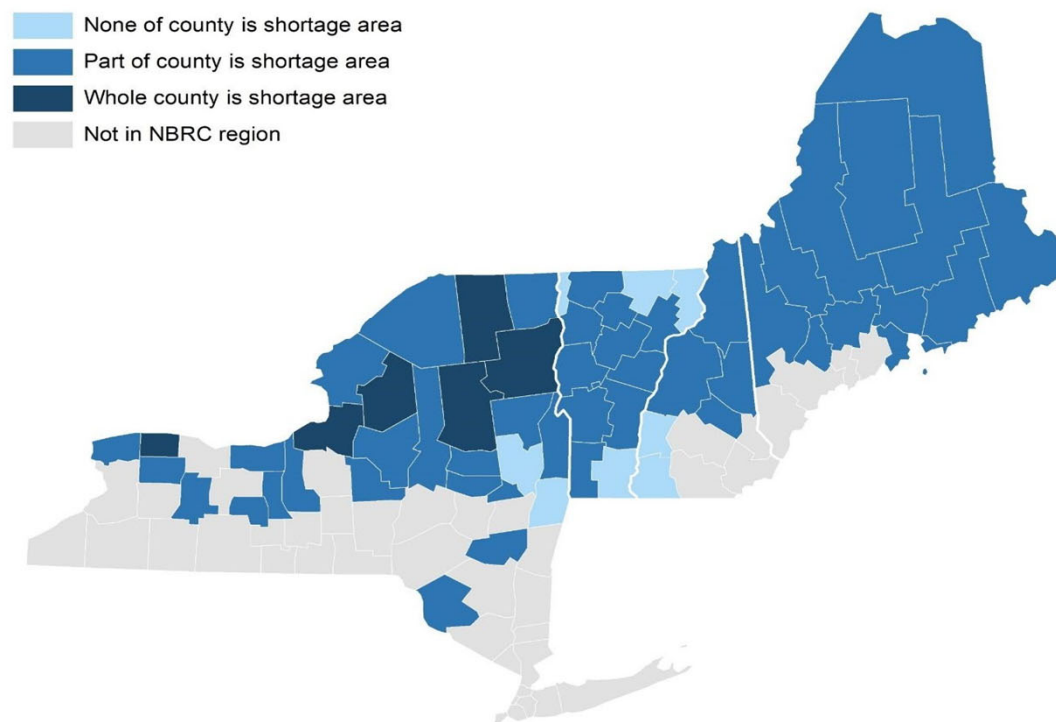 None of county is shortage area
Part of county is shortage area
Whole county is shortage area
Not in NBRC region